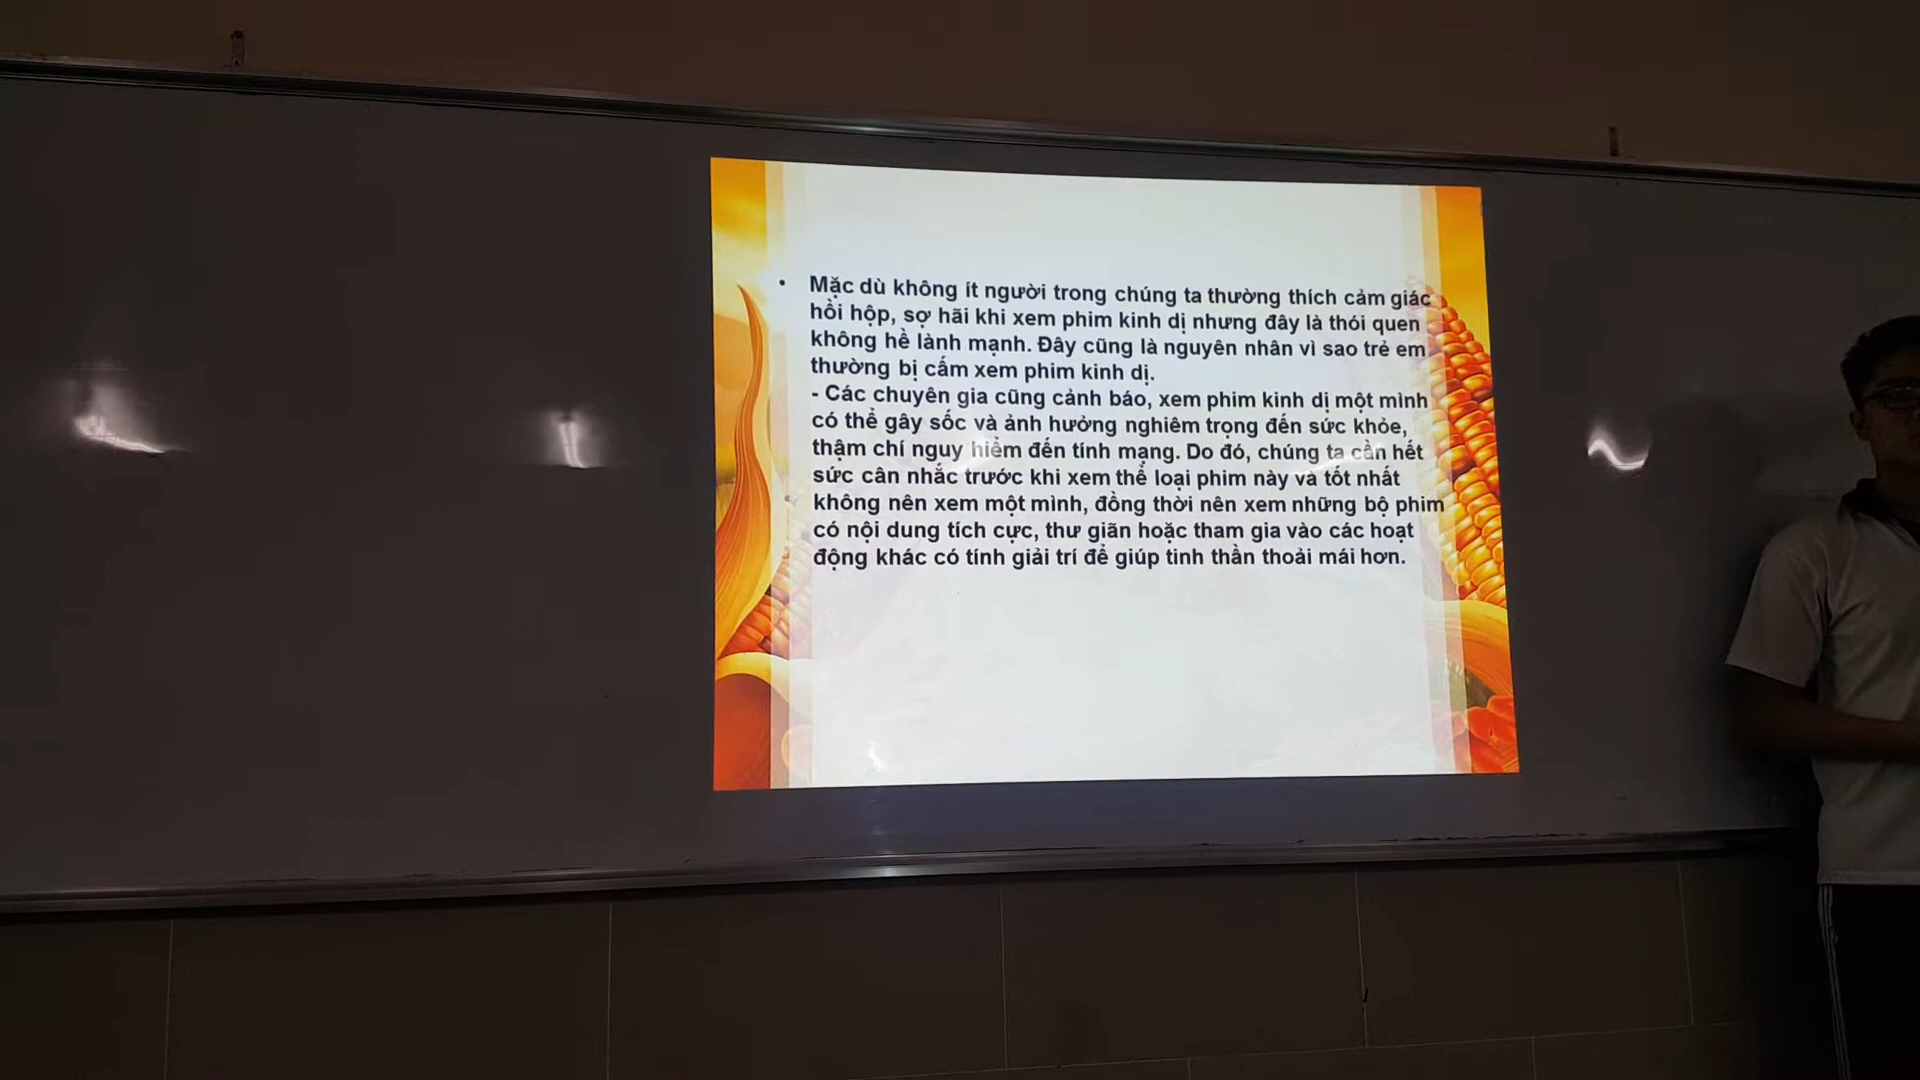 • Mặc dù không ít người trong chúng ta thường thích cảm giác
hồi hộp, sợ hãi khi xem phim kinh dị nhưng đây là thói quen
không hề lành mạnh. Đây cũng là nguyên nhân vì sao trẻ em
thường bị cấm xem phim kinh dị.
- Các chuyên gia cũng cảnh báo, xem phim kinh dị một mình
có thể gây sốc và ảnh hưởng nghiêm trọng đến sức khỏe,
thậm chí nguy hiểm đến tính mạng. Do đó, chúng ta cần hết
sức cân nhắc trước khi xem thể loại phim này và tốt nhất
không nên xem một mình, đồng thời nên xem những bộ phim
có nội dung tích cực, thư giãn hoặc tham gia vào các hoạt
động khác có tính giải trí để giúp tinh thần thoải mái hơn.